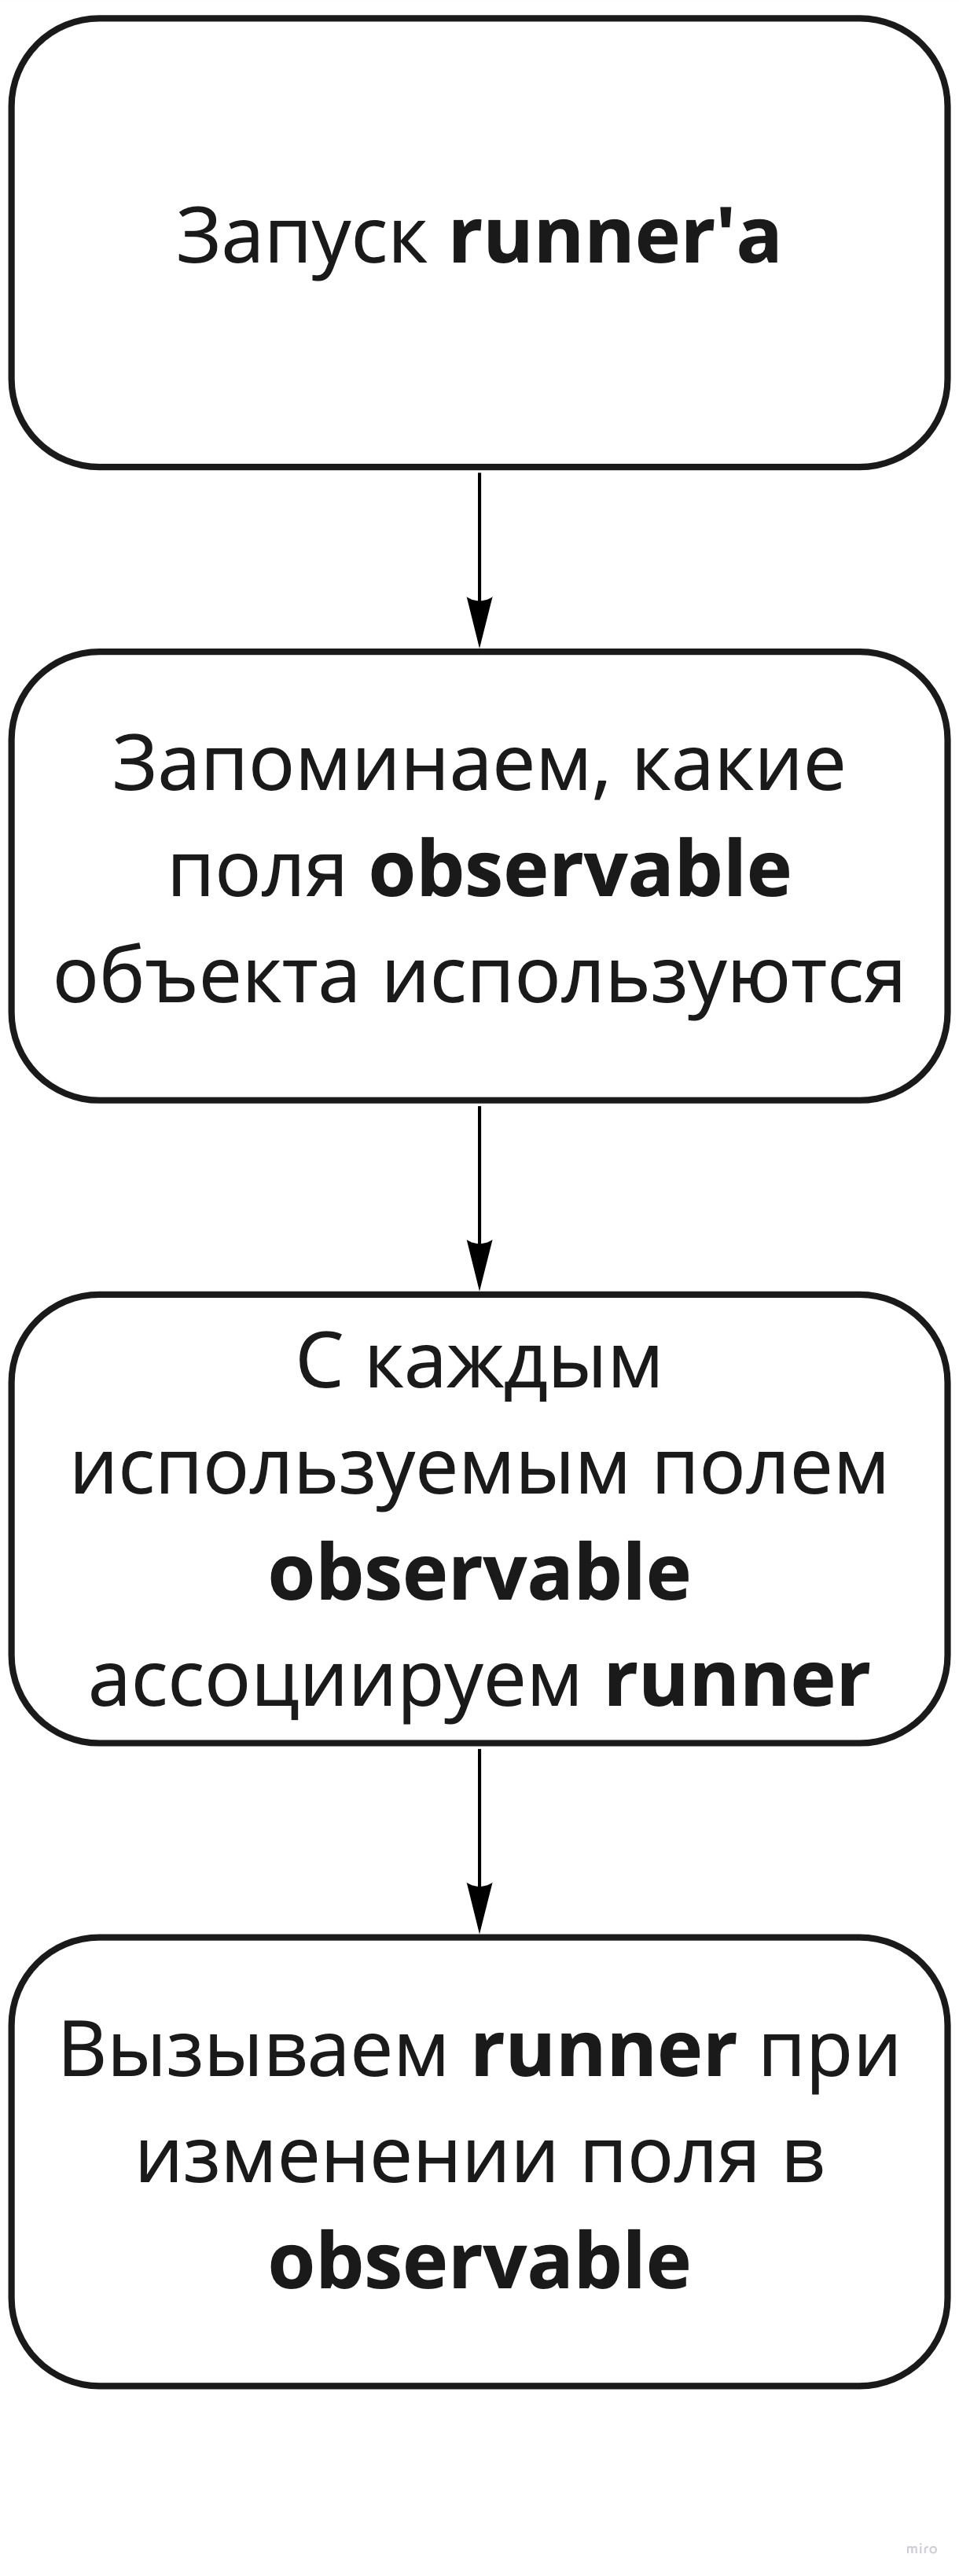 Запуск runner'а
Запоминаем, какие
поля observable
объекта используются
С каждым
используемым полем
observable
ассоциируем runner
Вызываем runner при
изменении поля в
observable
miro